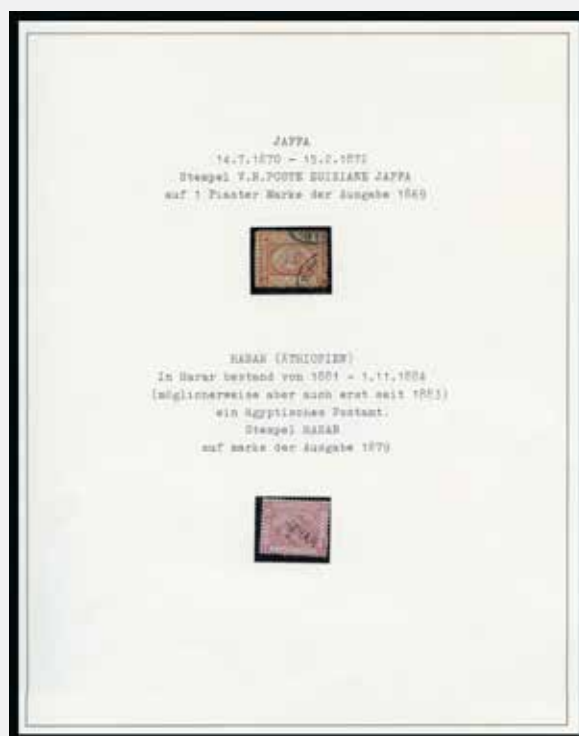 JAFFA
14.7.1870 - 15.2.1872
Stempel V.R.POSTE EGIZIANE JAFFA
auf 1 Piaster Marke der Ausgabe 1869
HARAR (ÄTHIOPIEN)
In Harar bestand von 1881 - 1.11.1884
(möglicherweise aber auch erst seit 1883)
ein ägyptisches Postamt.
Stempel HARAR
auf marke der Ausgabe 1879